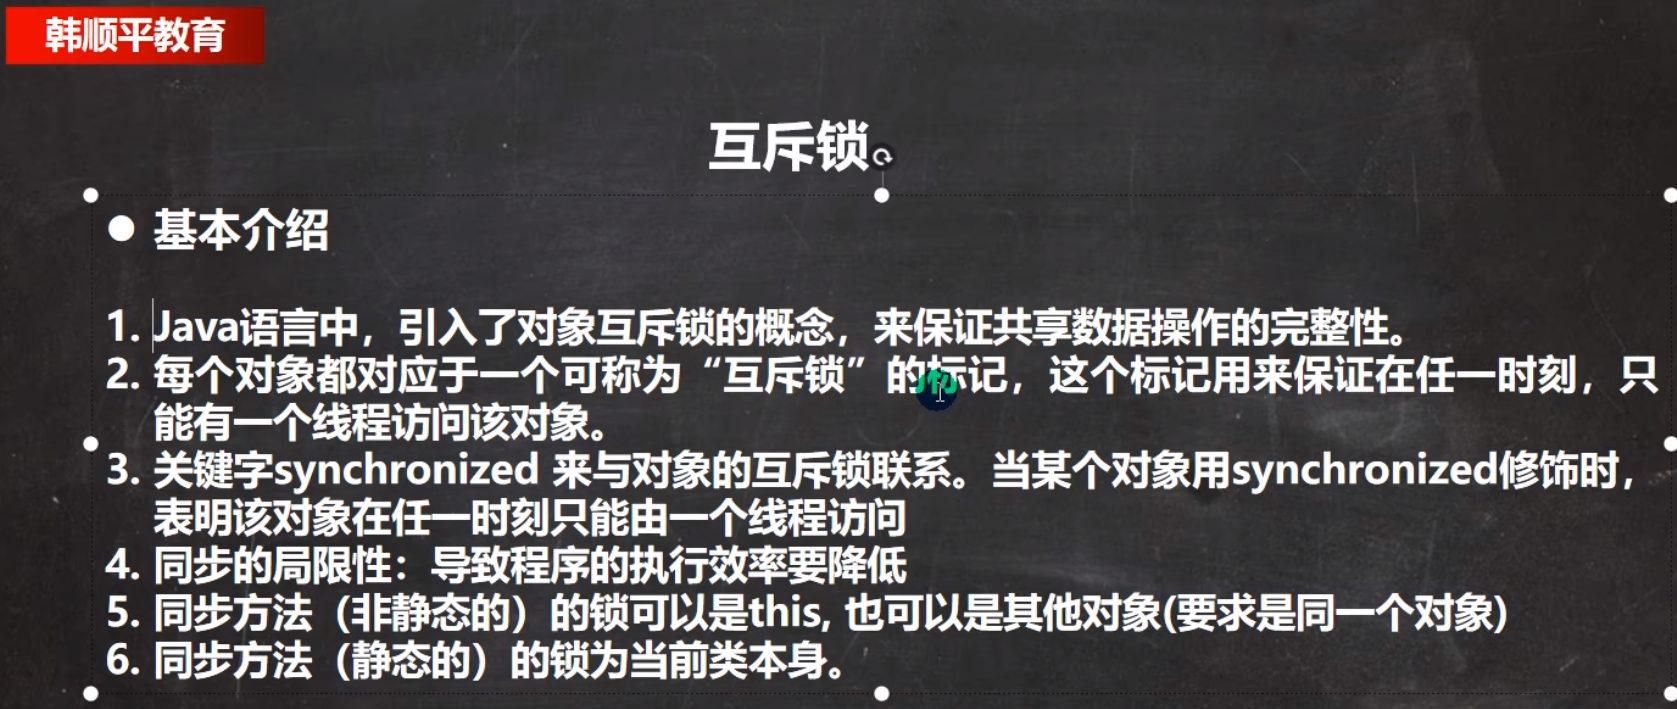 韩顺平教育
互斥锁
● 基本介绍
1. Java语言中，引入了对象互斥锁的概念，来保证共享数据操作的完整性。
2. 每个对象都对应于一个可称为“互斥锁”的标记，这个标记用来保证在任一时刻，只
能有一个线程访问该对象。
3. 关键字synchronized 来与对象的互斥锁联系。当某个对象用synchronized修饰时，
表明该对象在任一时刻只能由一个线程访问
4. 同步的局限性：导致程序的执行效率要降低
5. 同步方法（非静态的）的锁可以是this, 也可以是其他对象(要求是同一个对象)
6. 同步方法（静态的）的锁为当前类本身。